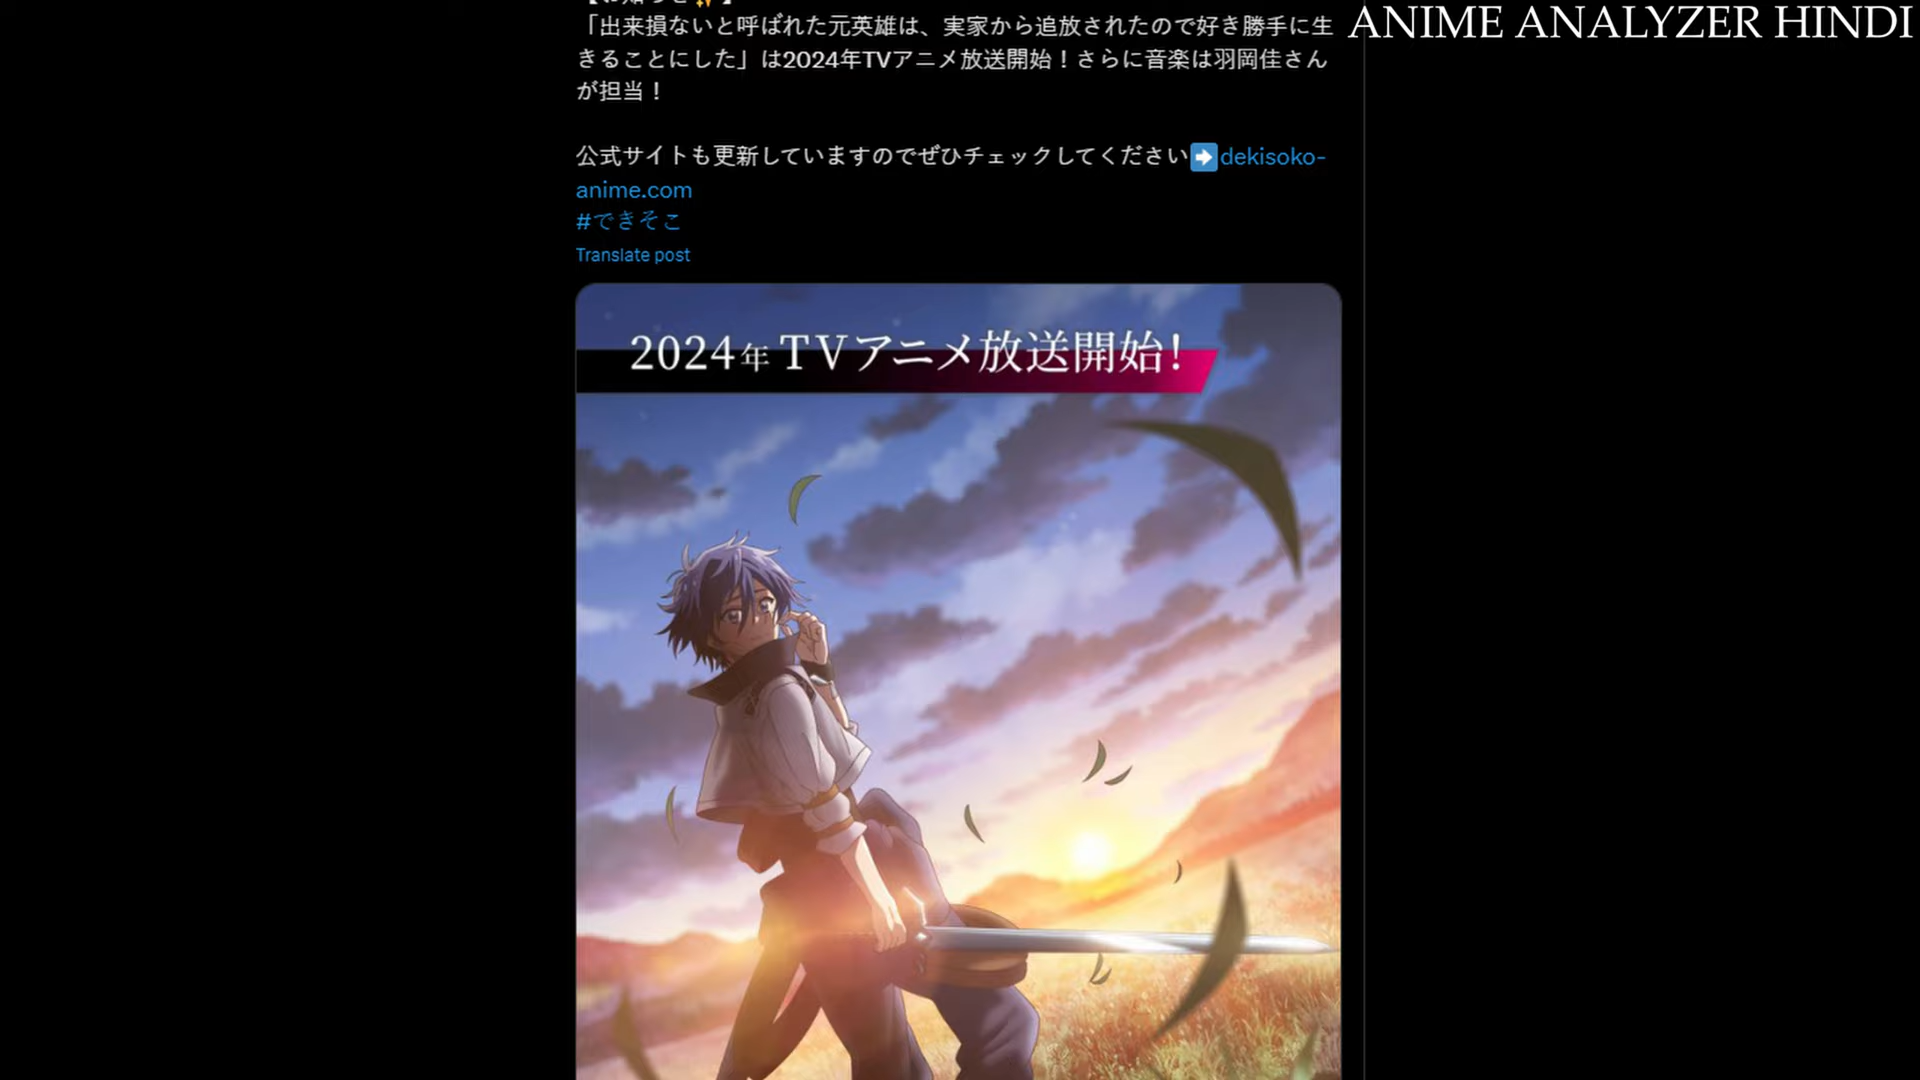 ANIME ANALYZER HINDI
「出来損ないと呼ばれた元英雄は、実家から追放されたので好き勝手に生
きることにした」は2024年TVアニメ放送開始！さらに音楽は羽岡佳さん
が担当！
公式サイトも更新していますのでぜひチェックしてください➡dekisoko-
anime.com
#できそこ
Translate post
2024年 TVアニメ放送開始!